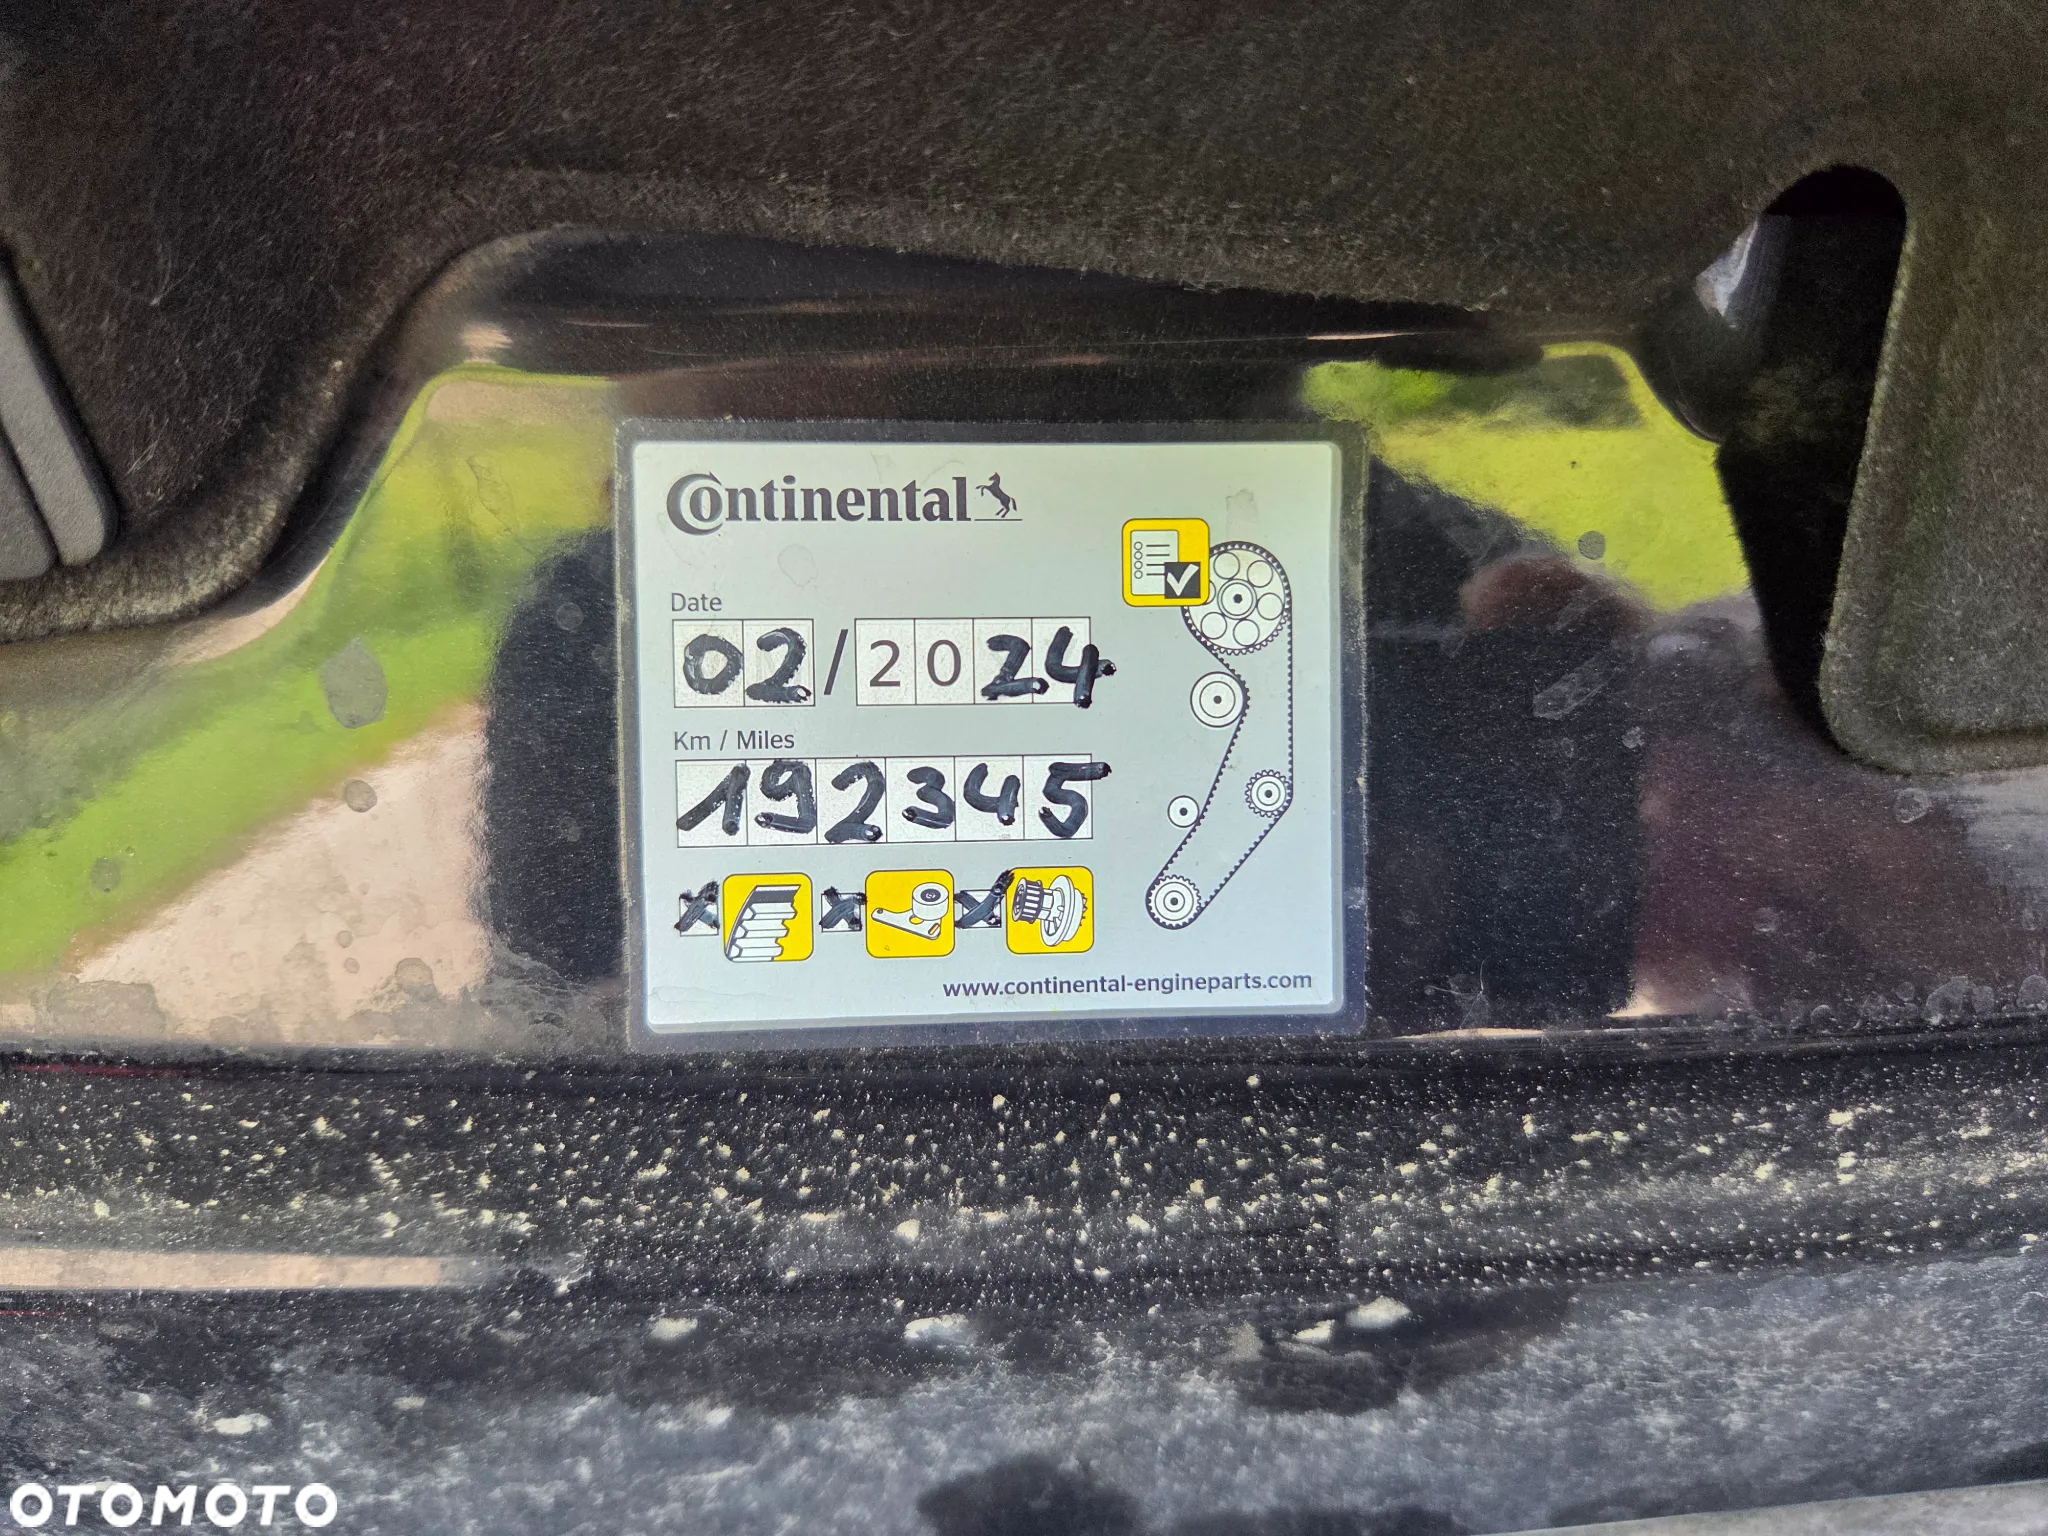 Continental
Date
02/2024
Km / Miles
192345
www.continental-engineparts.com
OTOMOTO